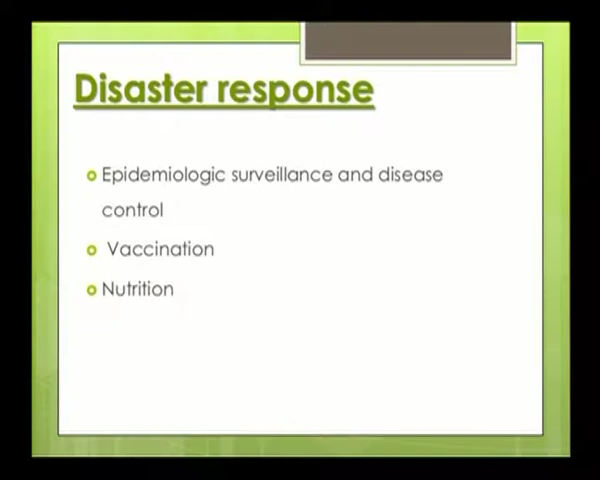 Disaster response
Epidemiologic surveillance and disease
control
Vaccination
Nutrition